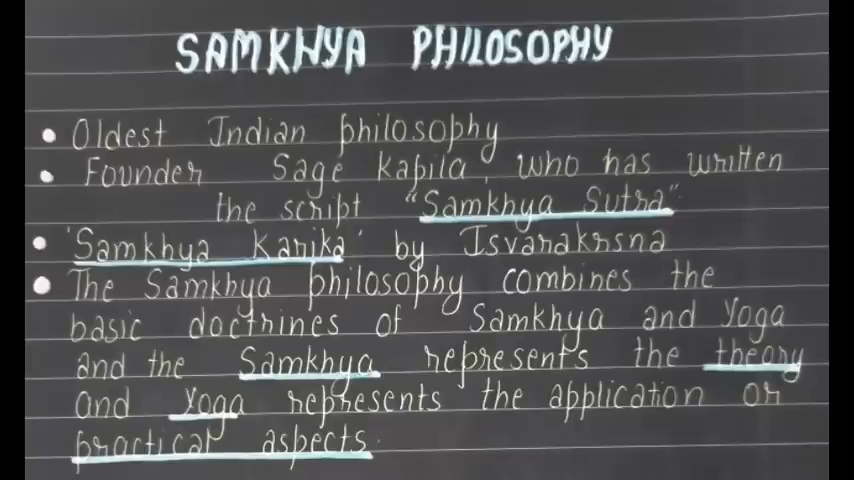 SAMKHYA PHILOSOPHY
• Oldest Indian philosophy
• Founder Sage Kapila, who has written
the script "Samkhya Sutra"
• 'Samkhya Karika' by Isvarakrsna
• The Samkhya philosophy combines the
basic doctrines of Samkhya and Yoga
and the Samkhya represents the theory
and Yoga represents the application or
practical aspects.